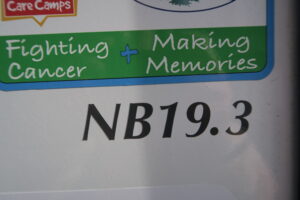 Care Camps
Fighting + Making
Cancer Memories
NB19.3